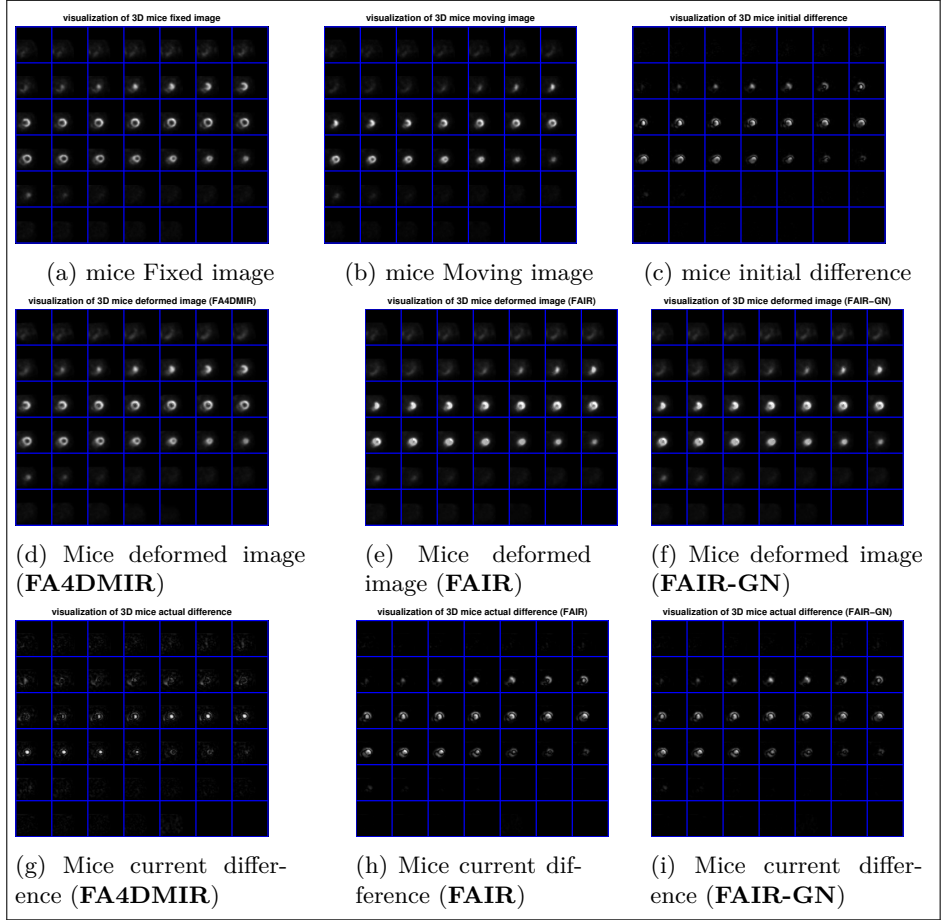 visualization of 3D mice fixed image
visualization of 3D mice moving image
visualization of 3D mice initial difference
(a) mice Fixed image
(b) mice Moving image
(c) mice initial difference
visualization of 3D mice deformed image (FA4DMIR)
visualization of 3D mice deformed image (FAIR)
visualization of 3D mice deformed image (FAIR−GN)
(d) Mice deformed image
(FA4DMIR)
(e) Mice deformed
image (FAIR)
(f) Mice deformed image
(FAIR-GN)
visualization of 3D mice actual difference
visualization of 3D mice actual difference (FAIR)
visualization of 3D mice actual difference (FAIR−GN)
(g) Mice current differ-
ence (FA4DMIR)
(h) Mice current dif-
ference (FAIR)
(i) Mice current differ-
ence (FAIR-GN)